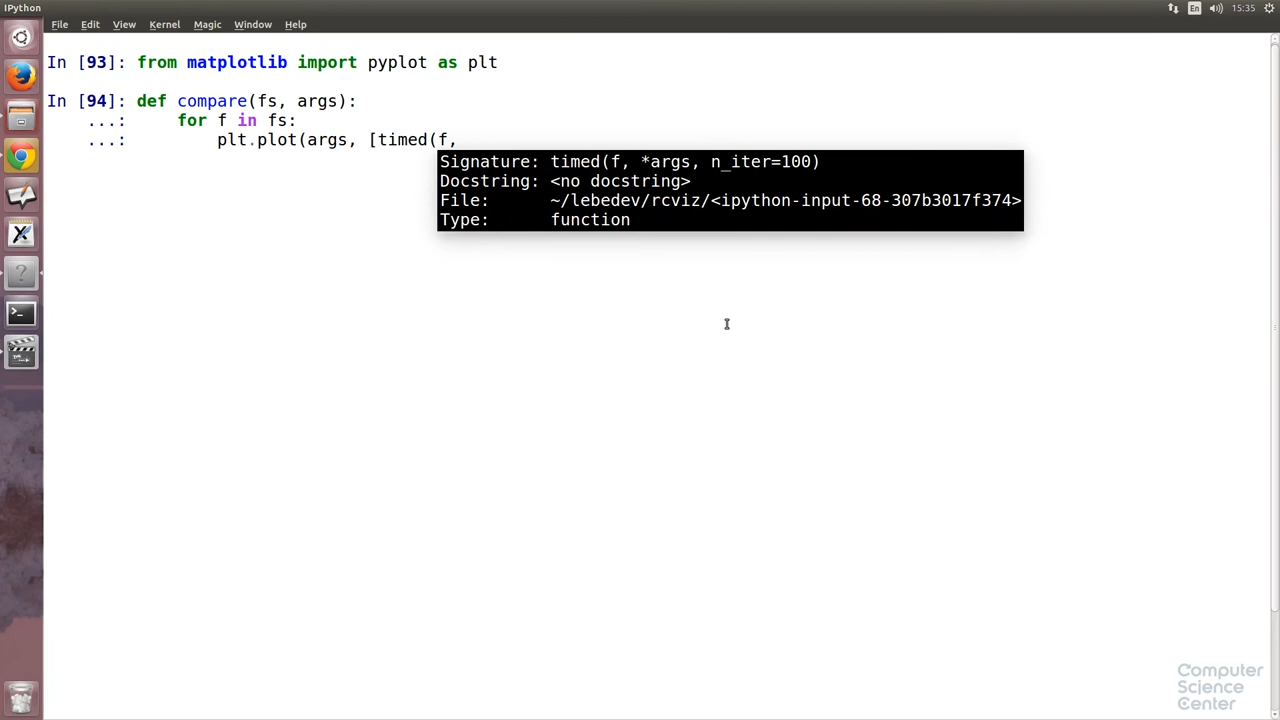 IPython
En
15:35
File Edit View Kernel Magic Window Help
In [93]: from matplotlib import pyplot as plt
In [94]: def compare(fs, args):
...: for f in fs:
...: plt.plot(args, [timed(f,
Signature: timed(f, *args, n_iter=100)
Docstring: <no docstring>
File: ~/lebedev/rcviz/<ipython-input-68-307b3017f374>
Type: function
Computer
Science
Center